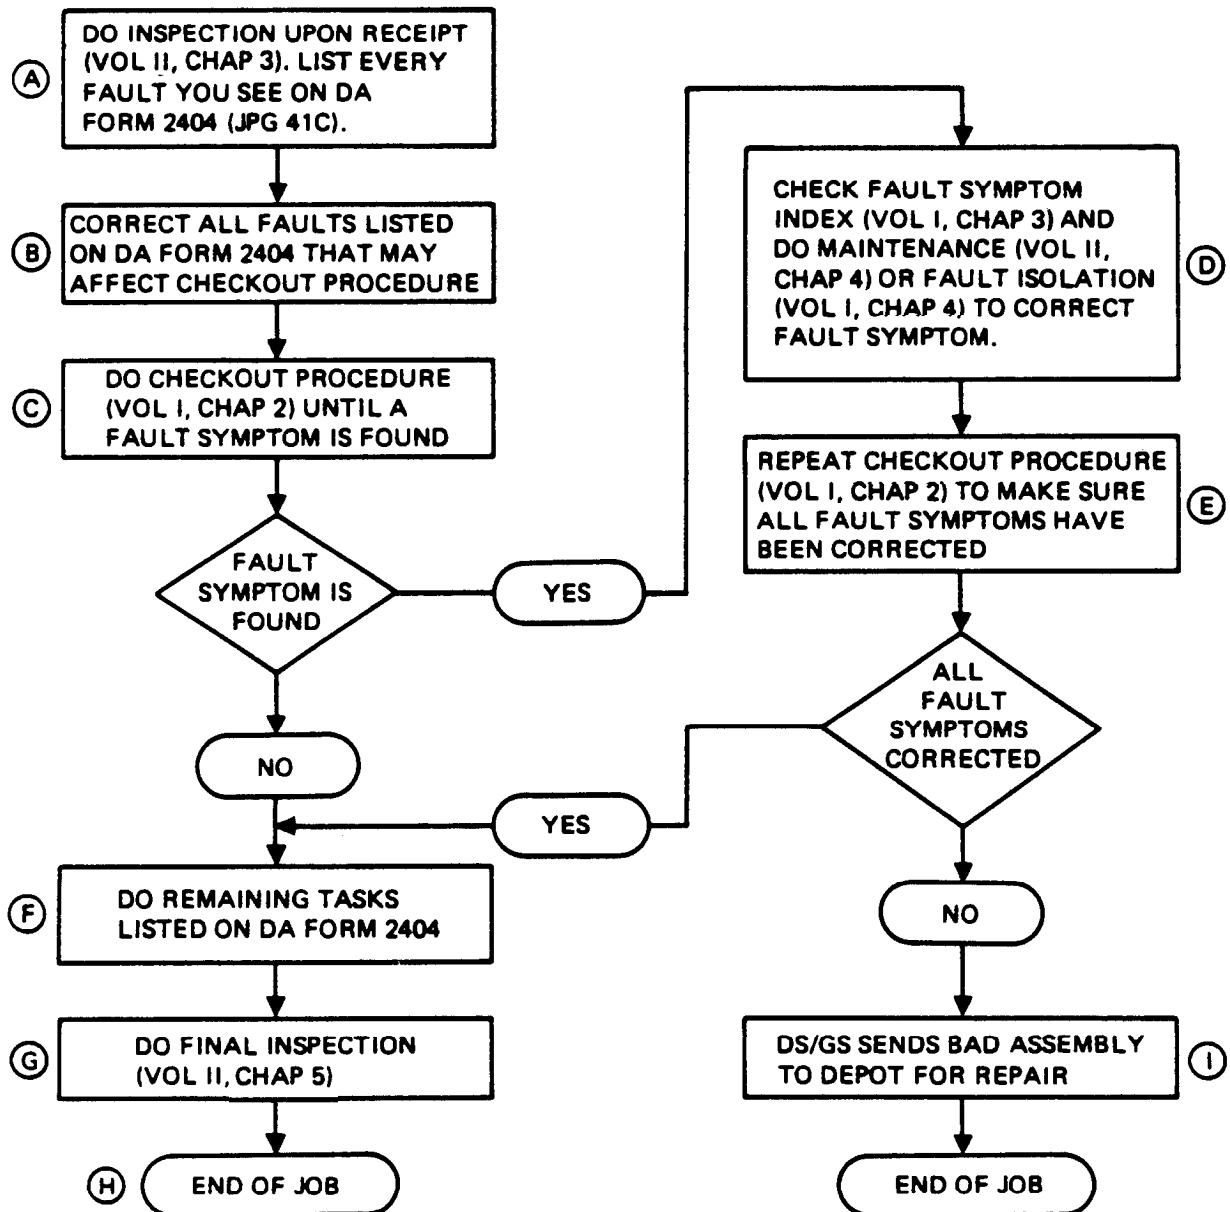 A
DO INSPECTION UPON RECEIPT
(VOL II, CHAP 3). LIST EVERY
FAULT YOU SEE ON DA
FORM 2404 (JPG 41C).
B
CORRECT ALL FAULTS LISTED
ON DA FORM 2404 THAT MAY
AFFECT CHECKOUT PROCEDURE
C
DO CHECKOUT PROCEDURE
(VOL I, CHAP 2) UNTIL A
FAULT SYMPTOM IS FOUND
FAULT
SYMPTOM IS
FOUND
YES
NO
CHECK FAULT SYMPTOM
INDEX (VOL I, CHAP 3) AND
DO MAINTENANCE (VOL II,
CHAP 4) OR FAULT ISOLATION
(VOL I, CHAP 4) TO CORRECT
FAULT SYMPTOM.
D
REPEAT CHECKOUT PROCEDURE
(VOL I, CHAP 2) TO MAKE SURE
ALL FAULT SYMPTOMS HAVE
BEEN CORRECTED
E
ALL
FAULT
SYMPTOMS
CORRECTED
YES
NO
F
DO REMAINING TASKS
LISTED ON DA FORM 2404
G
DO FINAL INSPECTION
(VOL II, CHAP 5)
H
END OF JOB
DS/GS SENDS BAD ASSEMBLY
TO DEPOT FOR REPAIR
I
END OF JOB